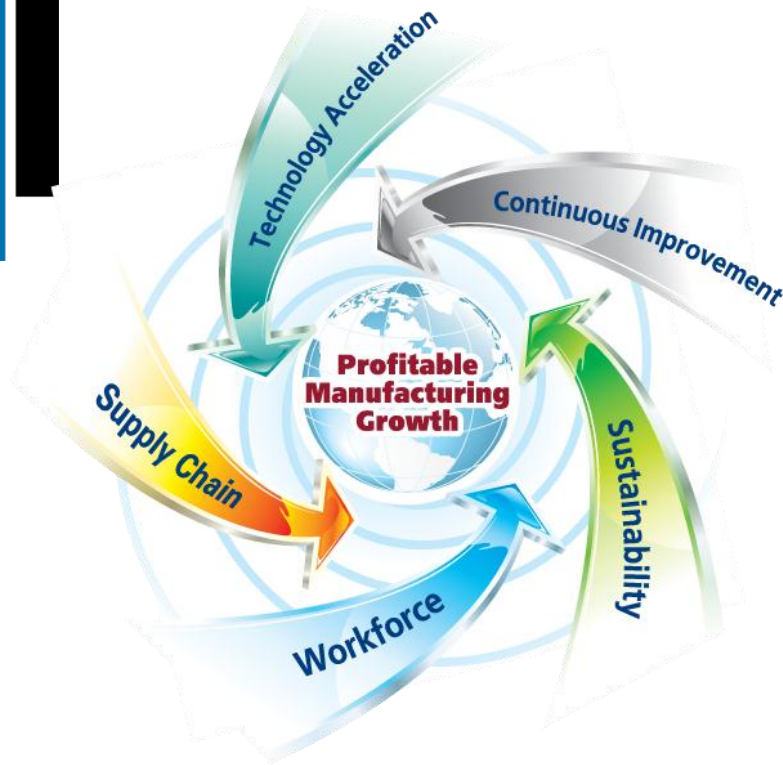 Technology Acceleration
Continuous Improvement
Profitable
Manufacturing
Growth
Supply Chain
Sustainability
Workforce